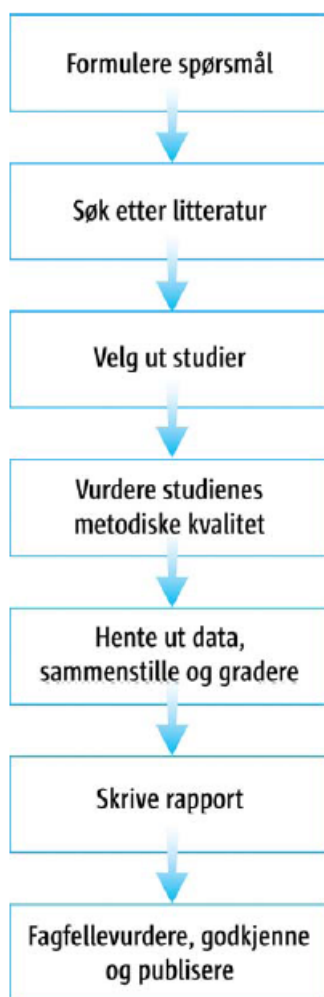 Formulere spørsmål
Søk etter litteratur
Velg ut studier
Vurdere studienes
metodiske kvalitet
Hente ut data,
sammenstille og gradere
Skrive rapport
Fagfellevurdere, godkjenne
og publisere